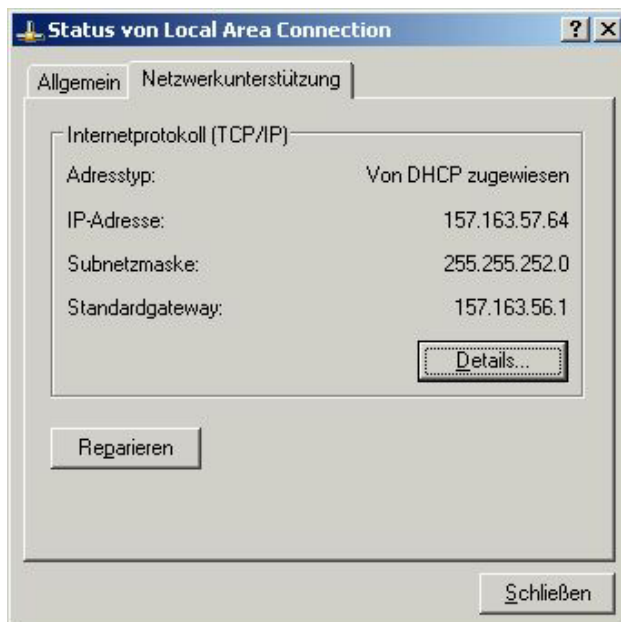 Status von Local Area Connection
Allgemein Netzwerkunterstützung
Internetprotokoll (TCP/IP)
Adresstyp: Von DHCP zugewiesen
IP-Adresse: 157.163.57.64
Subnetzmaske: 255.255.252.0
Standardgateway: 157.163.56.1
Details...
Reparieren
Schließen